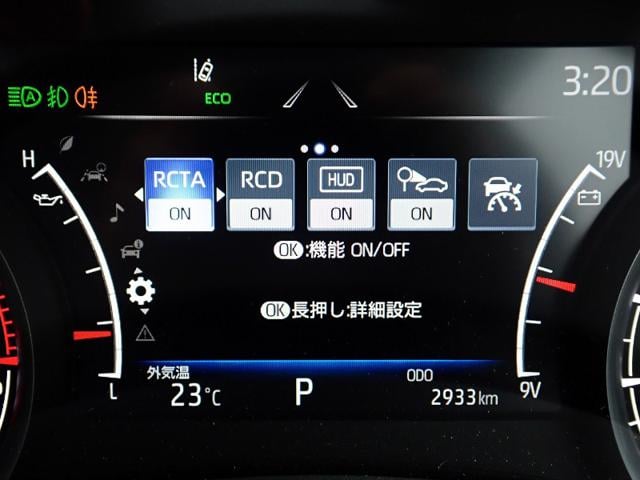 3:20
A
ECO
H
19V
RCTA
RCD
HUD
ON
ON
ON
ON
OK:機能 ON/OFF
OK長押し:詳細設定
外気温
ODO
L
23℃
P
2933km
9V